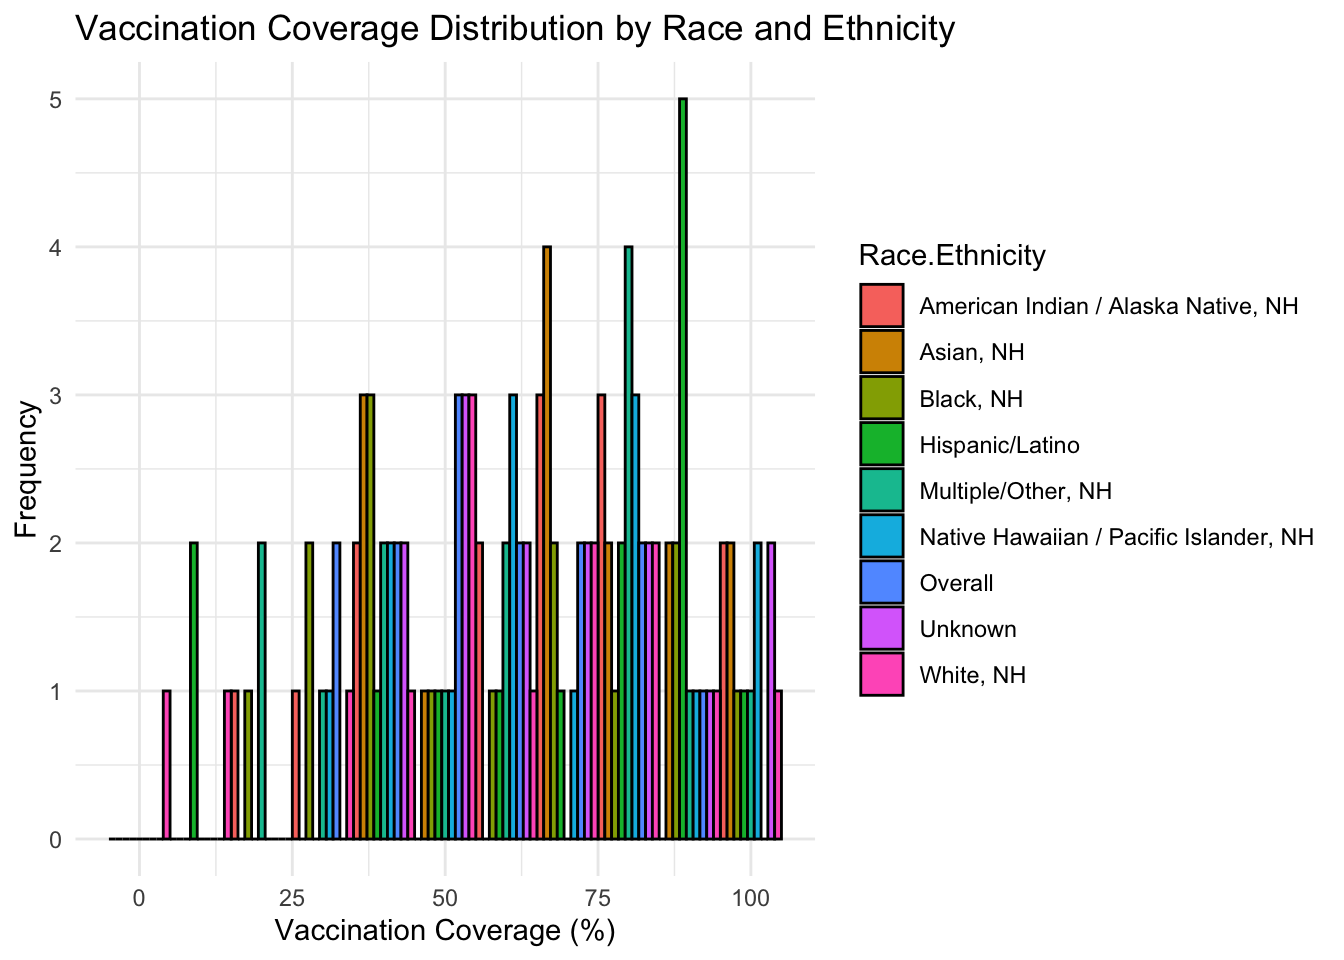 Vaccination Coverage Distribution by Race and Ethnicity
5
4
3
2
1
0
Frequency
0 25 50 75 100
Vaccination Coverage (%)
Race.Ethnicity
American Indian / Alaska Native, NH
Asian, NH
Black, NH
Hispanic/Latino
Multiple/Other, NH
Native Hawaiian / Pacific Islander, NH
Overall
Unknown
White, NH